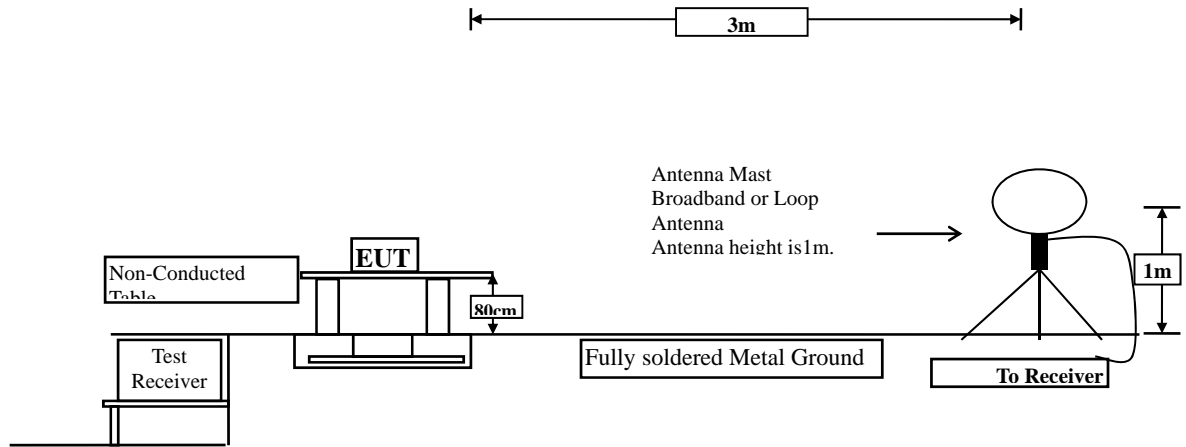 3m
Antenna Mast
Broadband or Loop
Antenna
Antenna height is1m.
EUT
Non-Conducted
Table
80cm
1m
Test
Receiver
Fully soldered Metal Ground
To Receiver